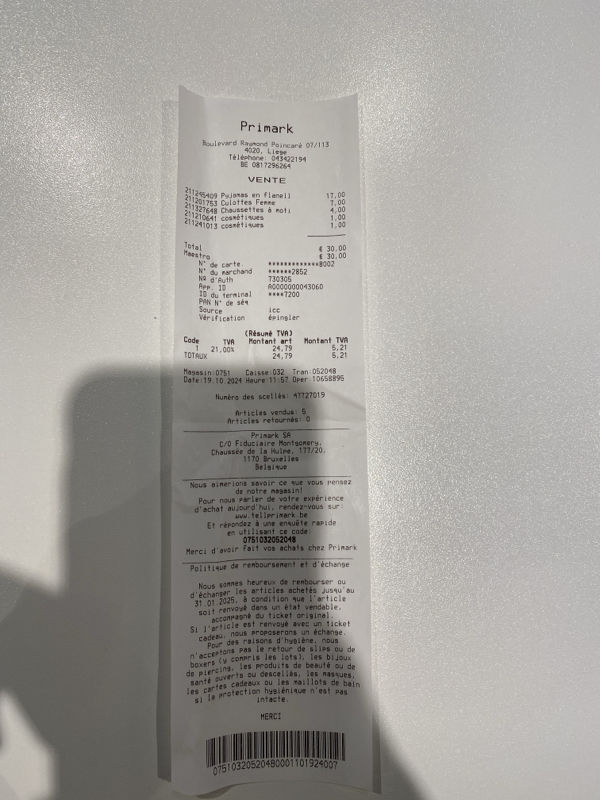 Primark
Boulevard Raymond Poincaré 07/113
4020, Liege
Téléphone: 043422194
BE 0817296264
VENTE
211246409 Pyjamas en flanell 17,00
211201753 Culottes Femme 7,00
211327648 Chaussettes à moti 4,00
211210641 cosmétiques 1,00
211241013 cosmétiques 1,00
Total € 30,00
Maestro € 30,00
N° de carte *************8002
N° du marchand ******2852
Nº d'Auth 730305
App. ID A0000000043060
ID du terminal ****7200
PAN N° de séq
Source icc
Vérification épingler
(Résumé TVA)
Code TVA Montant art Montant TVA
1 21,00% 24,79 5,21
TOTAUX 24,79 5,21
Magasin:0751 Caisse:032 Tran:052048
Date:19.10.2024 Heure:11:57 Oper:10658895
Numéro des scellés: 47727019
Articles vendus: 5
Articles retournés: 0
Primark SA
C/O Fiduciaire Montgomery,
Chaussée de la Hulpe, 177/20,
1170 Bruxelles
Belgique
Nous aimerions savoir ce que vous pensez
de notre magasin!
Pour nous parler de votre expérience
d'achat aujourd'hui, rendez-vous sur:
www.tellprimark.be
Et répondez à une enquête rapide
en utilisant ce code:
0751032052048
Merci d'avoir fait vos achats chez Primark
Politique de remboursement et d'échange
Nous sommes heureux de rembourser ou
d'échanger les articles achetés jusqu'au
31.01.2025, à condition que l'article
soit renvoyé dans un état vendable,
accompagné du ticket original.
Si l'article est renvoyé avec un ticket
cadeau, nous proposerons un échange.
Pour des raisons d'hygiène, nous
n'acceptons pas le retour de slips ou de
boxers (y compris les lots), les bijoux
de piercing, les produits de beauté ou de
santé ouverts ou descellés, les masques,
les cartes cadeaux ou les maillots de bain
si la protection hygiénique n'est pas
intacte.
MERCI
07510320520480001101924007